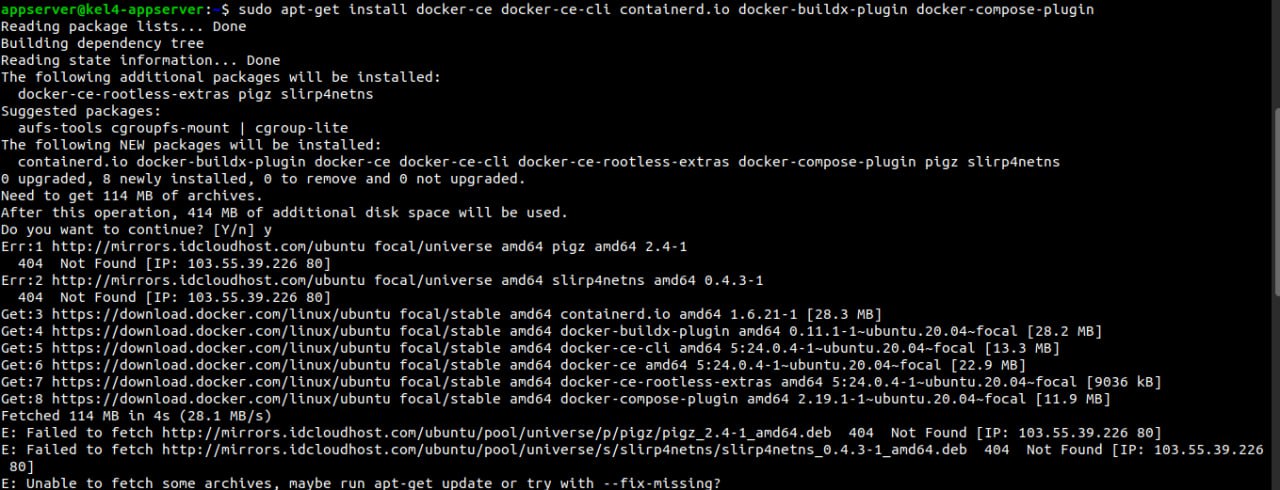 appserver@kel4-appserver:~$ sudo apt-get install docker-ce docker-ce-cli containerd.io docker-buildx-plugin docker-compose-plugin
Reading package lists... Done
Building dependency tree
Reading state information... Done
The following additional packages will be installed:
  docker-ce-rootless-extras pigz slirp4netns
Suggested packages:
  aufs-tools cgroupfs-mount | cgroup-lite
The following NEW packages will be installed:
  containerd.io docker-buildx-plugin docker-ce docker-ce-cli docker-ce-rootless-extras docker-compose-plugin pigz slirp4netns
0 upgraded, 8 newly installed, 0 to remove and 0 not upgraded.
Need to get 114 MB of archives.
After this operation, 414 MB of additional disk space will be used.
Do you want to continue? [Y/n] y
Err:1 http://mirrors.idcloudhost.com/ubuntu focal/universe amd64 pigz amd64 2.4-1
  404  Not Found [IP: 103.55.39.226 80]
Err:2 http://mirrors.idcloudhost.com/ubuntu focal/universe amd64 slirp4netns amd64 0.4.3-1
  404  Not Found [IP: 103.55.39.226 80]
Get:3 https://download.docker.com/linux/ubuntu focal/stable amd64 containerd.io amd64 1.6.21-1 [28.3 MB]
Get:4 https://download.docker.com/linux/ubuntu focal/stable amd64 docker-buildx-plugin amd64 0.11.1-1~ubuntu.20.04~focal [28.2 MB]
Get:5 https://download.docker.com/linux/ubuntu focal/stable amd64 docker-ce-cli amd64 5:24.0.4-1~ubuntu.20.04~focal [13.3 MB]
Get:6 https://download.docker.com/linux/ubuntu focal/stable amd64 docker-ce amd64 5:24.0.4-1~ubuntu.20.04~focal [22.9 MB]
Get:7 https://download.docker.com/linux/ubuntu focal/stable amd64 docker-ce-rootless-extras amd64 5:24.0.4-1~ubuntu.20.04~focal [9036 kB]
Get:8 https://download.docker.com/linux/ubuntu focal/stable amd64 docker-compose-plugin amd64 2.19.1-1~ubuntu.20.04~focal [11.9 MB]
Fetched 114 MB in 4s (28.1 MB/s)
E: Failed to fetch http://mirrors.idcloudhost.com/ubuntu/pool/universe/p/pigz/pigz_2.4-1_amd64.deb  404  Not Found [IP: 103.55.39.226 80]
E: Failed to fetch http://mirrors.idcloudhost.com/ubuntu/pool/universe/s/slirp4netns/slirp4netns_0.4.3-1_amd64.deb  404  Not Found [IP: 103.55.39.226
 80]
E: Unable to fetch some archives, maybe run apt-get update or try with --fix-missing?